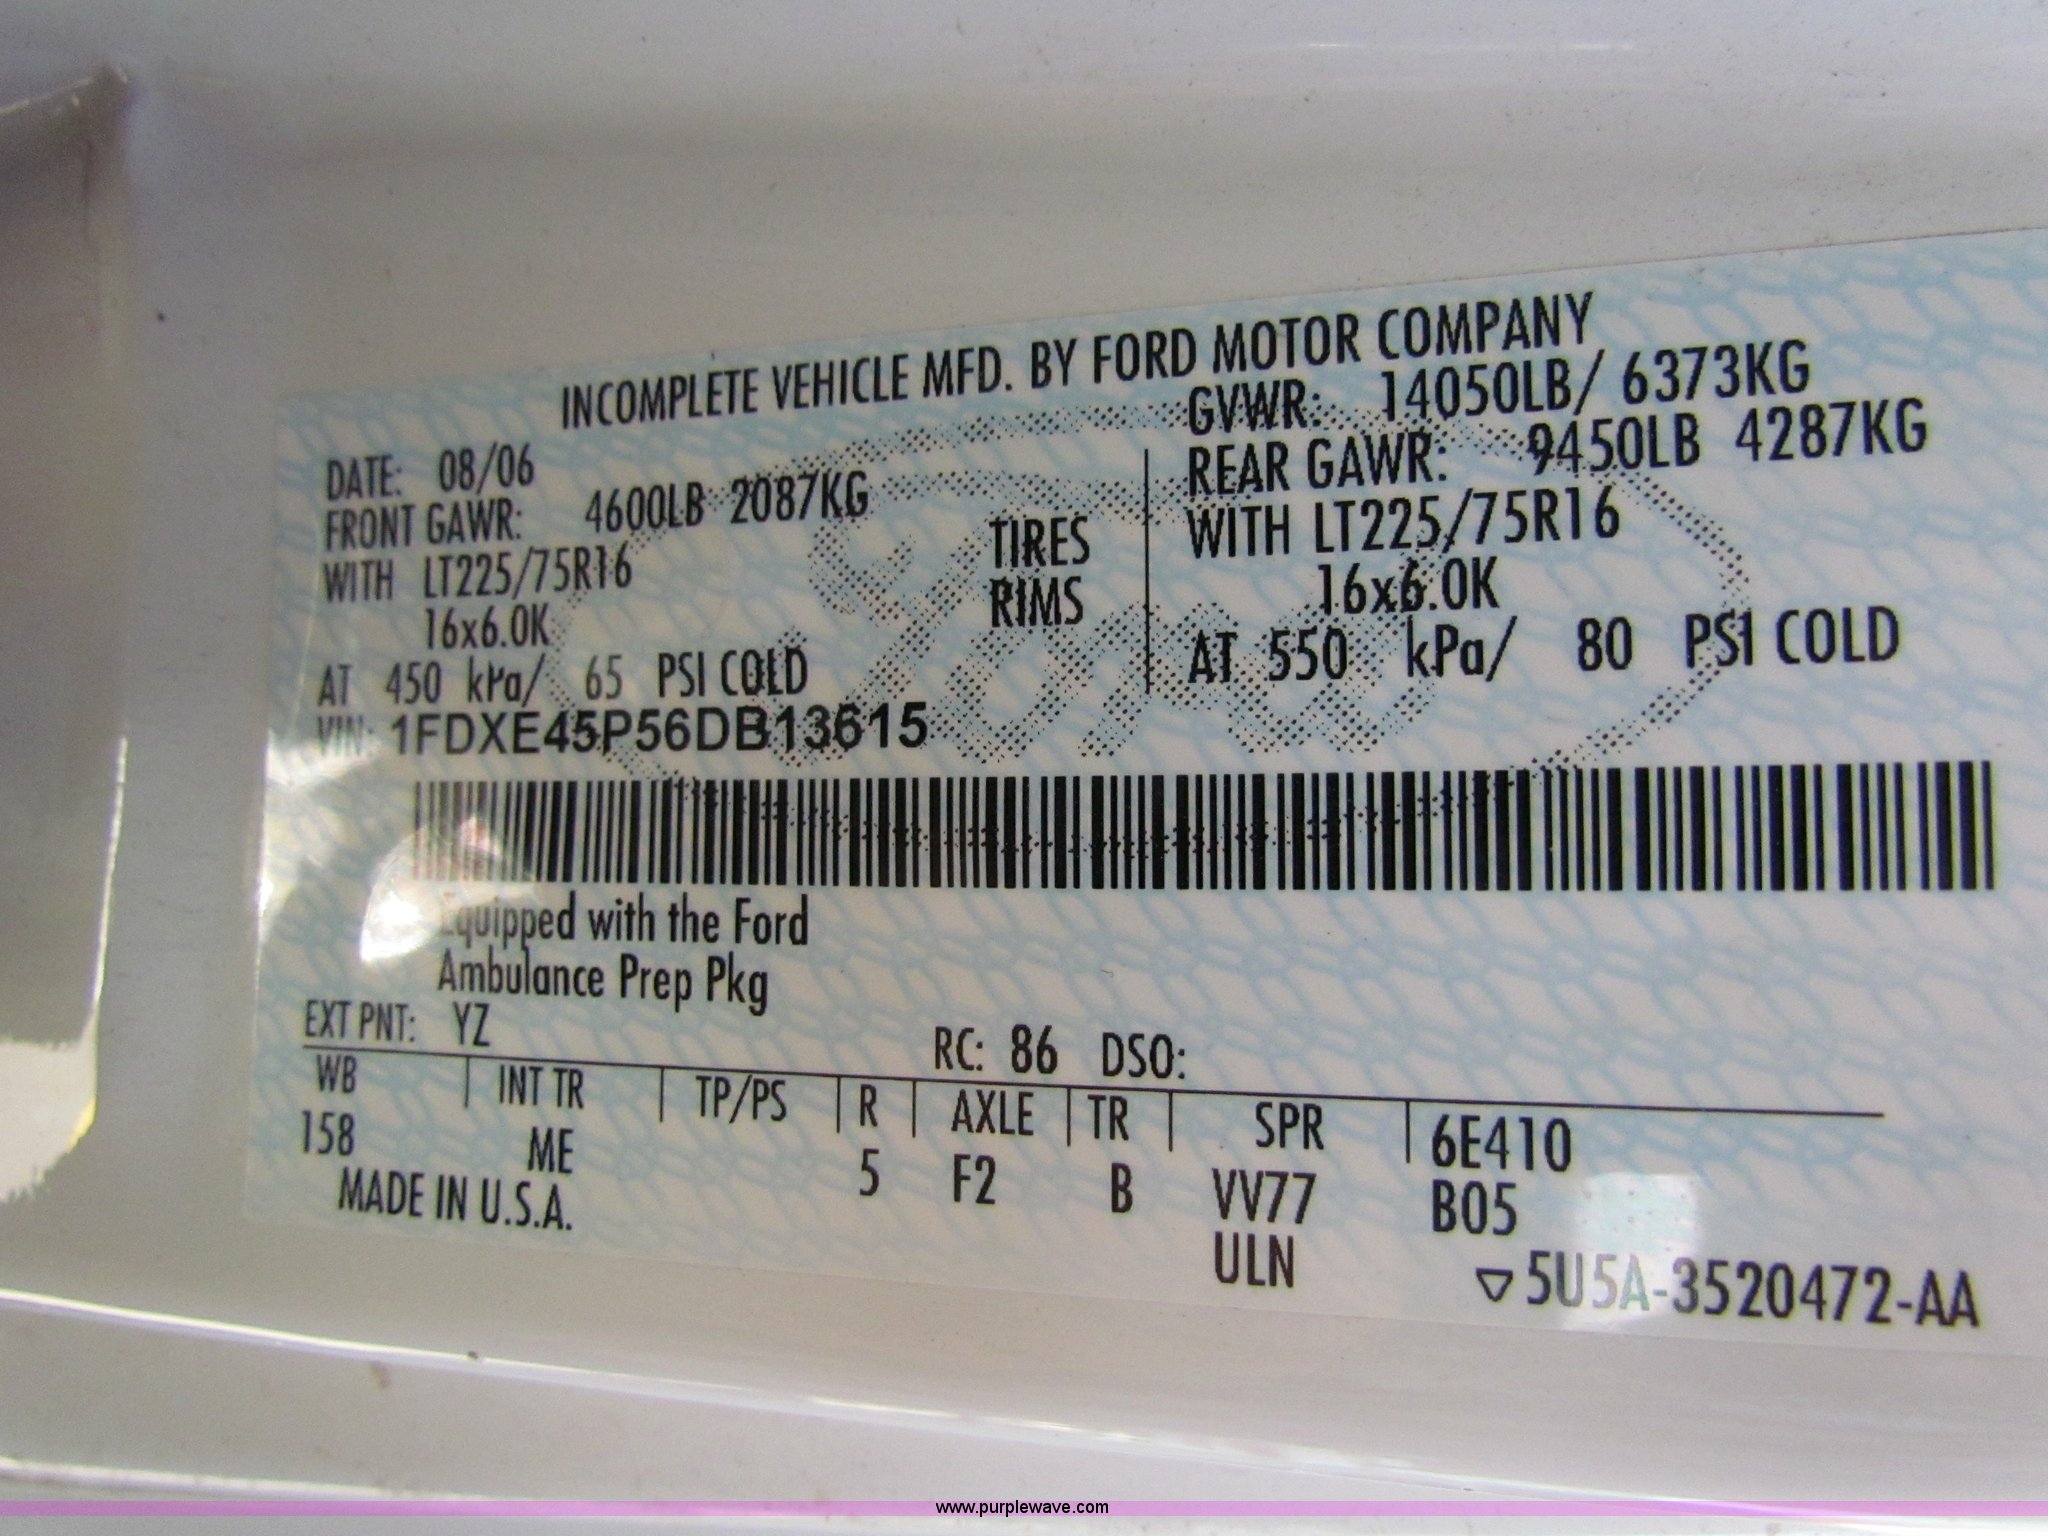 INCOMPLETE VEHICLE MFD. BY FORD MOTOR COMPANY
DATE: 08/06
GVWR: 14050LB/ 6373KG
FRONT GAWR: 4600LB 2087KG
REAR GAWR: 9450LB 4287KG
WITH LT225/75R16
TIRES
WITH LT225/75R16
16x6.0K
RIMS
16x6.0K
AT 450 kPa/ 65 PSI COLD
AT 550 kPa/ 80 PSI COLD
VIN: 1FDXE45P56DB13615
Ford
Equipped with the Ford
Ambulance Prep Pkg
EXT PNT: YZ
RC: 86 DSO:
WB INT TR TP/PS R AXLE TR SPR
158 ME 5 F2 B VV77 6E410
ULN B05
MADE IN U.S.A.
▽5U5A-3520472-AA
www.purplewave.com